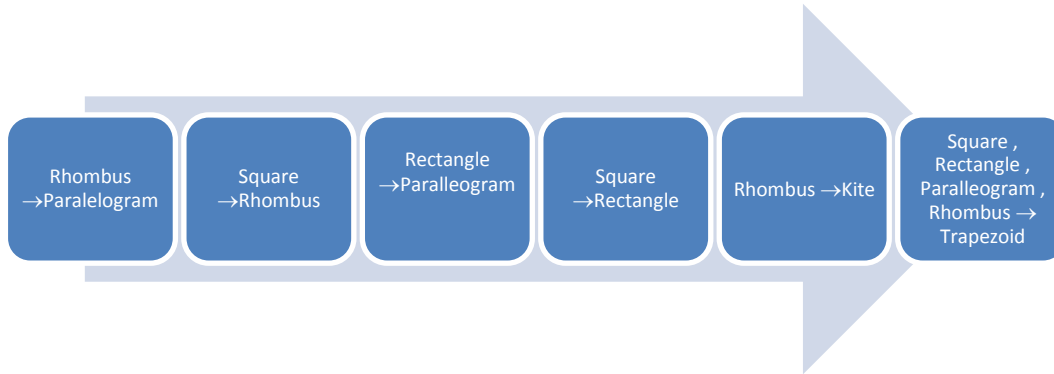 Rhombus
→Paralelogram
Square
→Rhombus
Rectangle
→Paralleogram
Square
→Rectangle
Rhombus →Kite
Square ,
Rectangle ,
Paralleogram ,
Rhombus →
Trapezoid